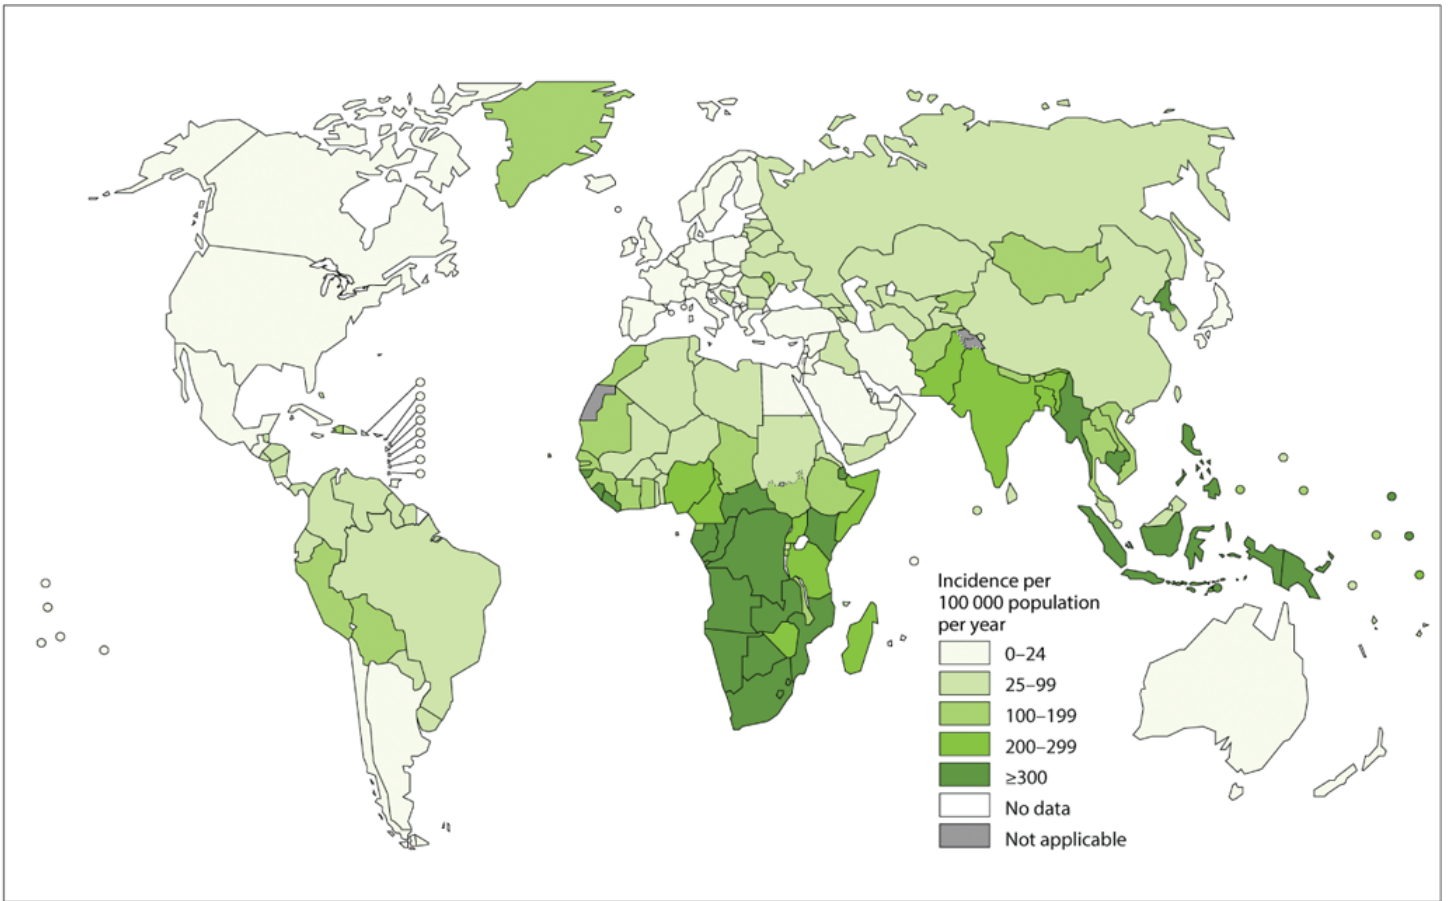 Incidence per
100 000 population
per year
0–24
25–99
100–199
200–299
≥300
No data
Not applicable